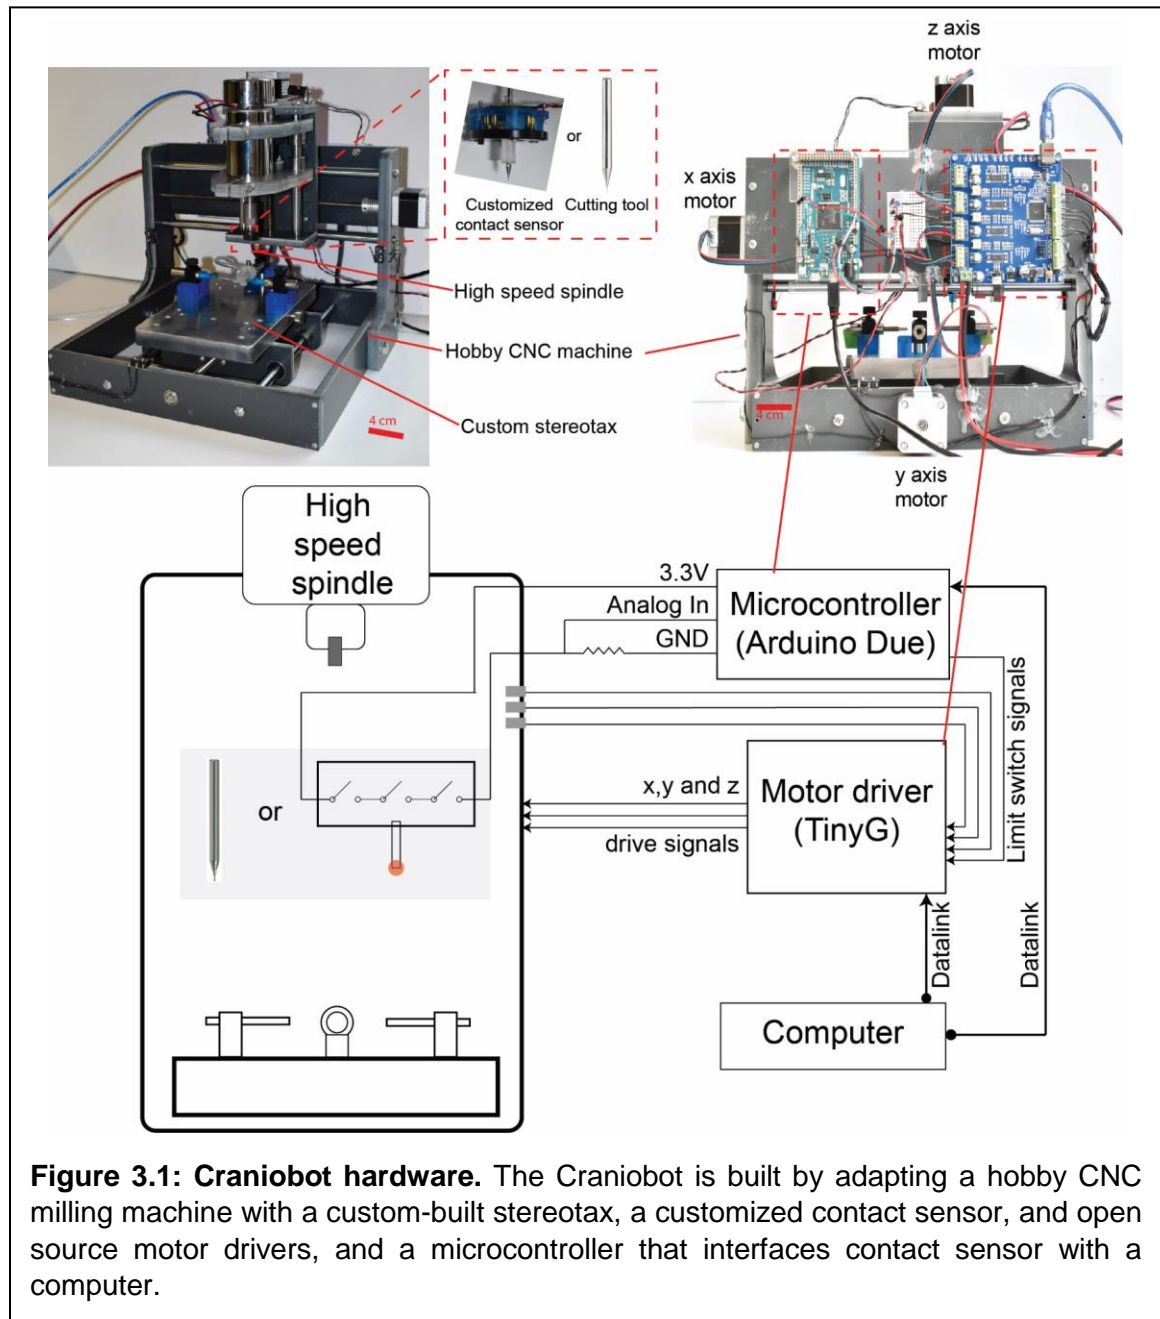 z axis
motor
or
x axis
motor
Customized
contact sensor
Cutting tool
High speed spindle
Hobby CNC machine
4 cm
Custom stereotax
4 cm
y axis
motor
High
speed
spindle
3.3V
Analog In
GND
Microcontroller
(Arduino Due)
Limit switch signals
or
x,y and z
drive signals
Motor driver
(TinyG)
Datalink
Datalink
Computer
Figure 3.1: Craniobot hardware. The Craniobot is built by adapting a hobby CNC
milling machine with a custom-built stereotax, a customized contact sensor, and open
source motor drivers, and a microcontroller that interfaces contact sensor with a
computer.